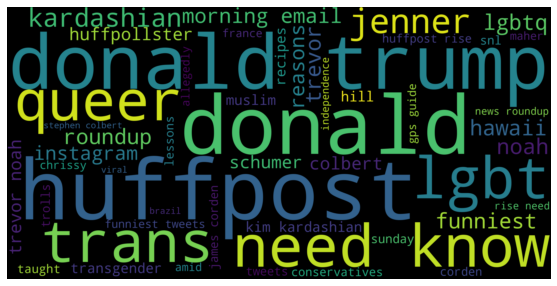 kardashian morning email jenner lgbtq
huffpollster france recipes huffpost rise snl maher
donald trump
allegedly reasons trevor independence
queer muslim hill gps guide news roundup
stephen colbert donald hawaii
roundup lessons schumer colbert noah
instagram
chrissy viral
huffpost lgbt
trevor noah trolls brazil rise need
funniest tweets james corden kim kardashian funniest
trans need know
sunday
taught transgender amid tweets conservatives corden